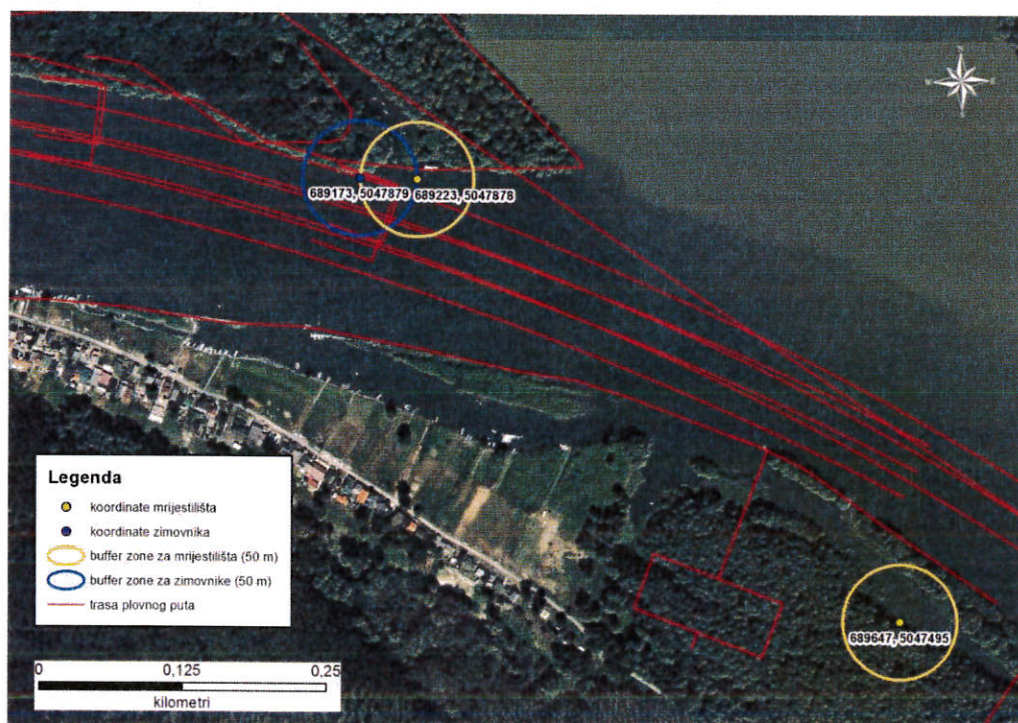 689173, 5047879
689223, 5047878
689647, 5047495
Legenda
koordinate mrijestilišta
koordinate zimovnika
buffer zone za mrijestilišta (50 m)
buffer zone za zimovnike (50 m)
trasa plovnog puta
0 0,125 0,25
kilometri